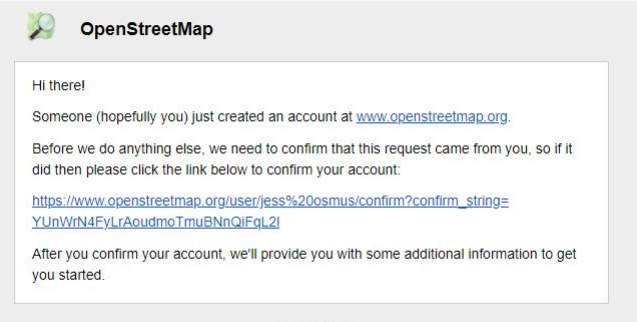 OpenStreetMap
Hi there!
Someone (hopefully you) just created an account at www.openstreetmap.org.
Before we do anything else, we need to confirm that this request came from you, so if it
did then please click the link below to confirm your account:
https://www.openstreetmap.org/user/jess%20osmus/confirm?confirm_string=
YUnWrN4FyLrAoudmoTmuBNnQiFqL2l
After you confirm your account, we'll provide you with some additional information to get
you started.